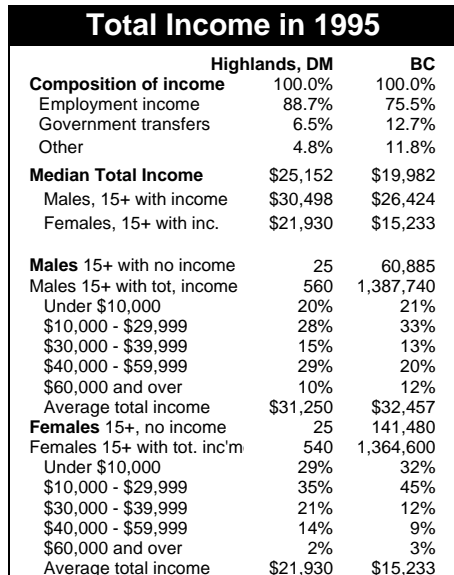 Total Income in 1995
Highlands, DM BC
Composition of income 100.0% 100.0%
Employment income 88.7% 75.5%
Government transfers 6.5% 12.7%
Other 4.8% 11.8%
Median Total Income $25,152 $19,982
Males, 15+ with income $30,498 $26,424
Females, 15+ with inc. $21,930 $15,233
Males 15+ with no income 25 60,885
Males 15+ with tot, income 560 1,387,740
Under $10,000 20% 21%
$10,000 - $29,999 28% 33%
$30,000 - $39,999 15% 13%
$40,000 - $59,999 29% 20%
$60,000 and over 10% 12%
Average total income $31,250 $32,457
Females 15+, no income 25 141,480
Females 15+ with tot. inc'm 540 1,364,600
Under $10,000 29% 32%
$10,000 - $29,999 35% 45%
$30,000 - $39,999 21% 12%
$40,000 - $59,999 14% 9%
$60,000 and over 2% 3%
Average total income $21,930 $15,233